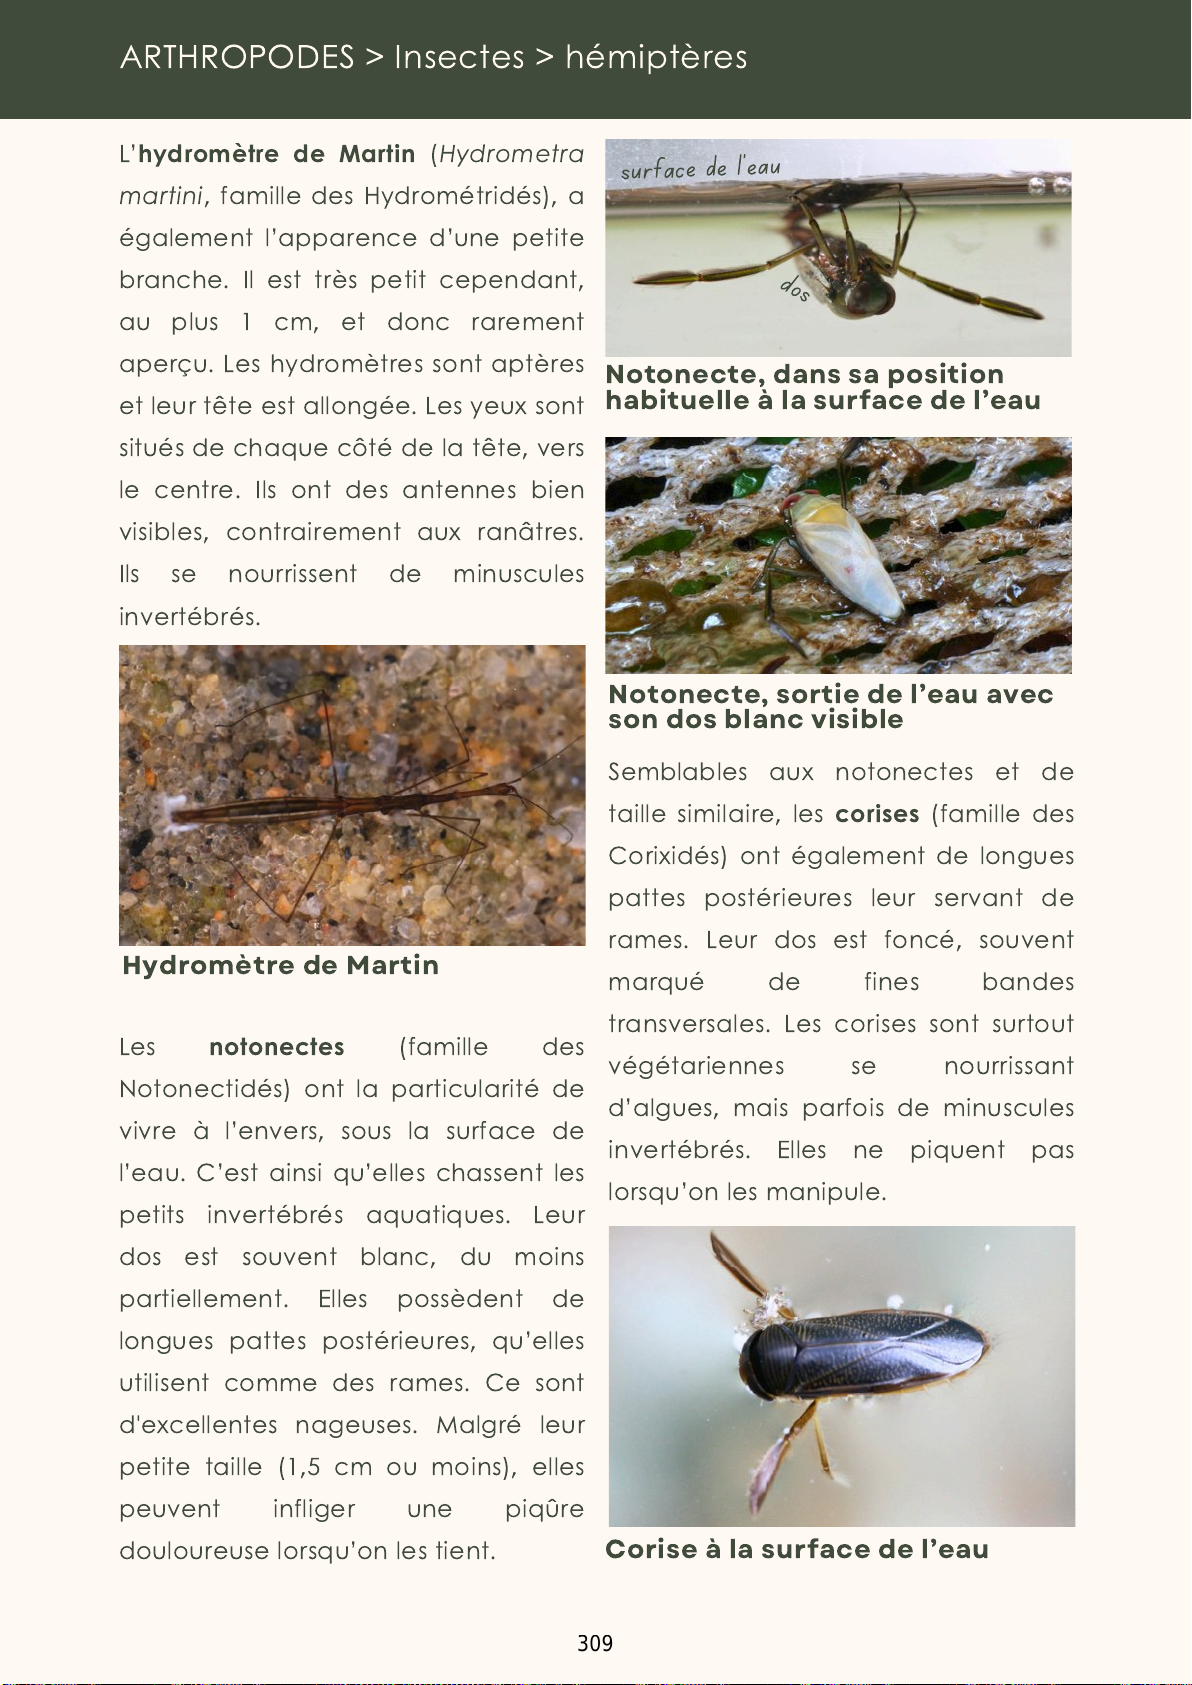 ARTHROPODES > Insectes > hémiptères
L’hydromètre de Martin (Hydrometra
martini, famille des Hydrométridés), a
également l’apparence d’une petite
branche. Il est très petit cependant,
au plus 1 cm, et donc rarement
aperçu. Les hydromètres sont aptères
et leur tête est allongée. Les yeux sont
situés de chaque côté de la tête, vers
le centre. Ils ont des antennes bien
visibles, contrairement aux ranâtres.
Ils se nourrissent de minuscules
invertébrés.
Hydromètre de Martin
Les notonectes (famille des
Notonectidés) ont la particularité de
vivre à l’envers, sous la surface de
l’eau. C’est ainsi qu’elles chassent les
petits invertébrés aquatiques. Leur
dos est souvent blanc, du moins
partiellement. Elles possèdent de
longues pattes postérieures, qu’elles
utilisent comme des rames. Ce sont
d'excellentes nageuses. Malgré leur
petite taille (1,5 cm ou moins), elles
peuvent infliger une piqûre
douloureuse lorsqu’on les tient.
surface de l'eau
dos
Notonecte, dans sa position
habituelle à la surface de l’eau
Notonecte, sortie de l’eau avec
son dos blanc visible
Semblables aux notonectes et de
taille similaire, les corises (famille des
Corixidés) ont également de longues
pattes postérieures leur servant de
rames. Leur dos est foncé, souvent
marqué de fines bandes
transversales. Les corises sont surtout
végétariennes se nourrissant
d’algues, mais parfois de minuscules
invertébrés. Elles ne piquent pas
lorsqu’on les manipule.
Corise à la surface de l’eau
309